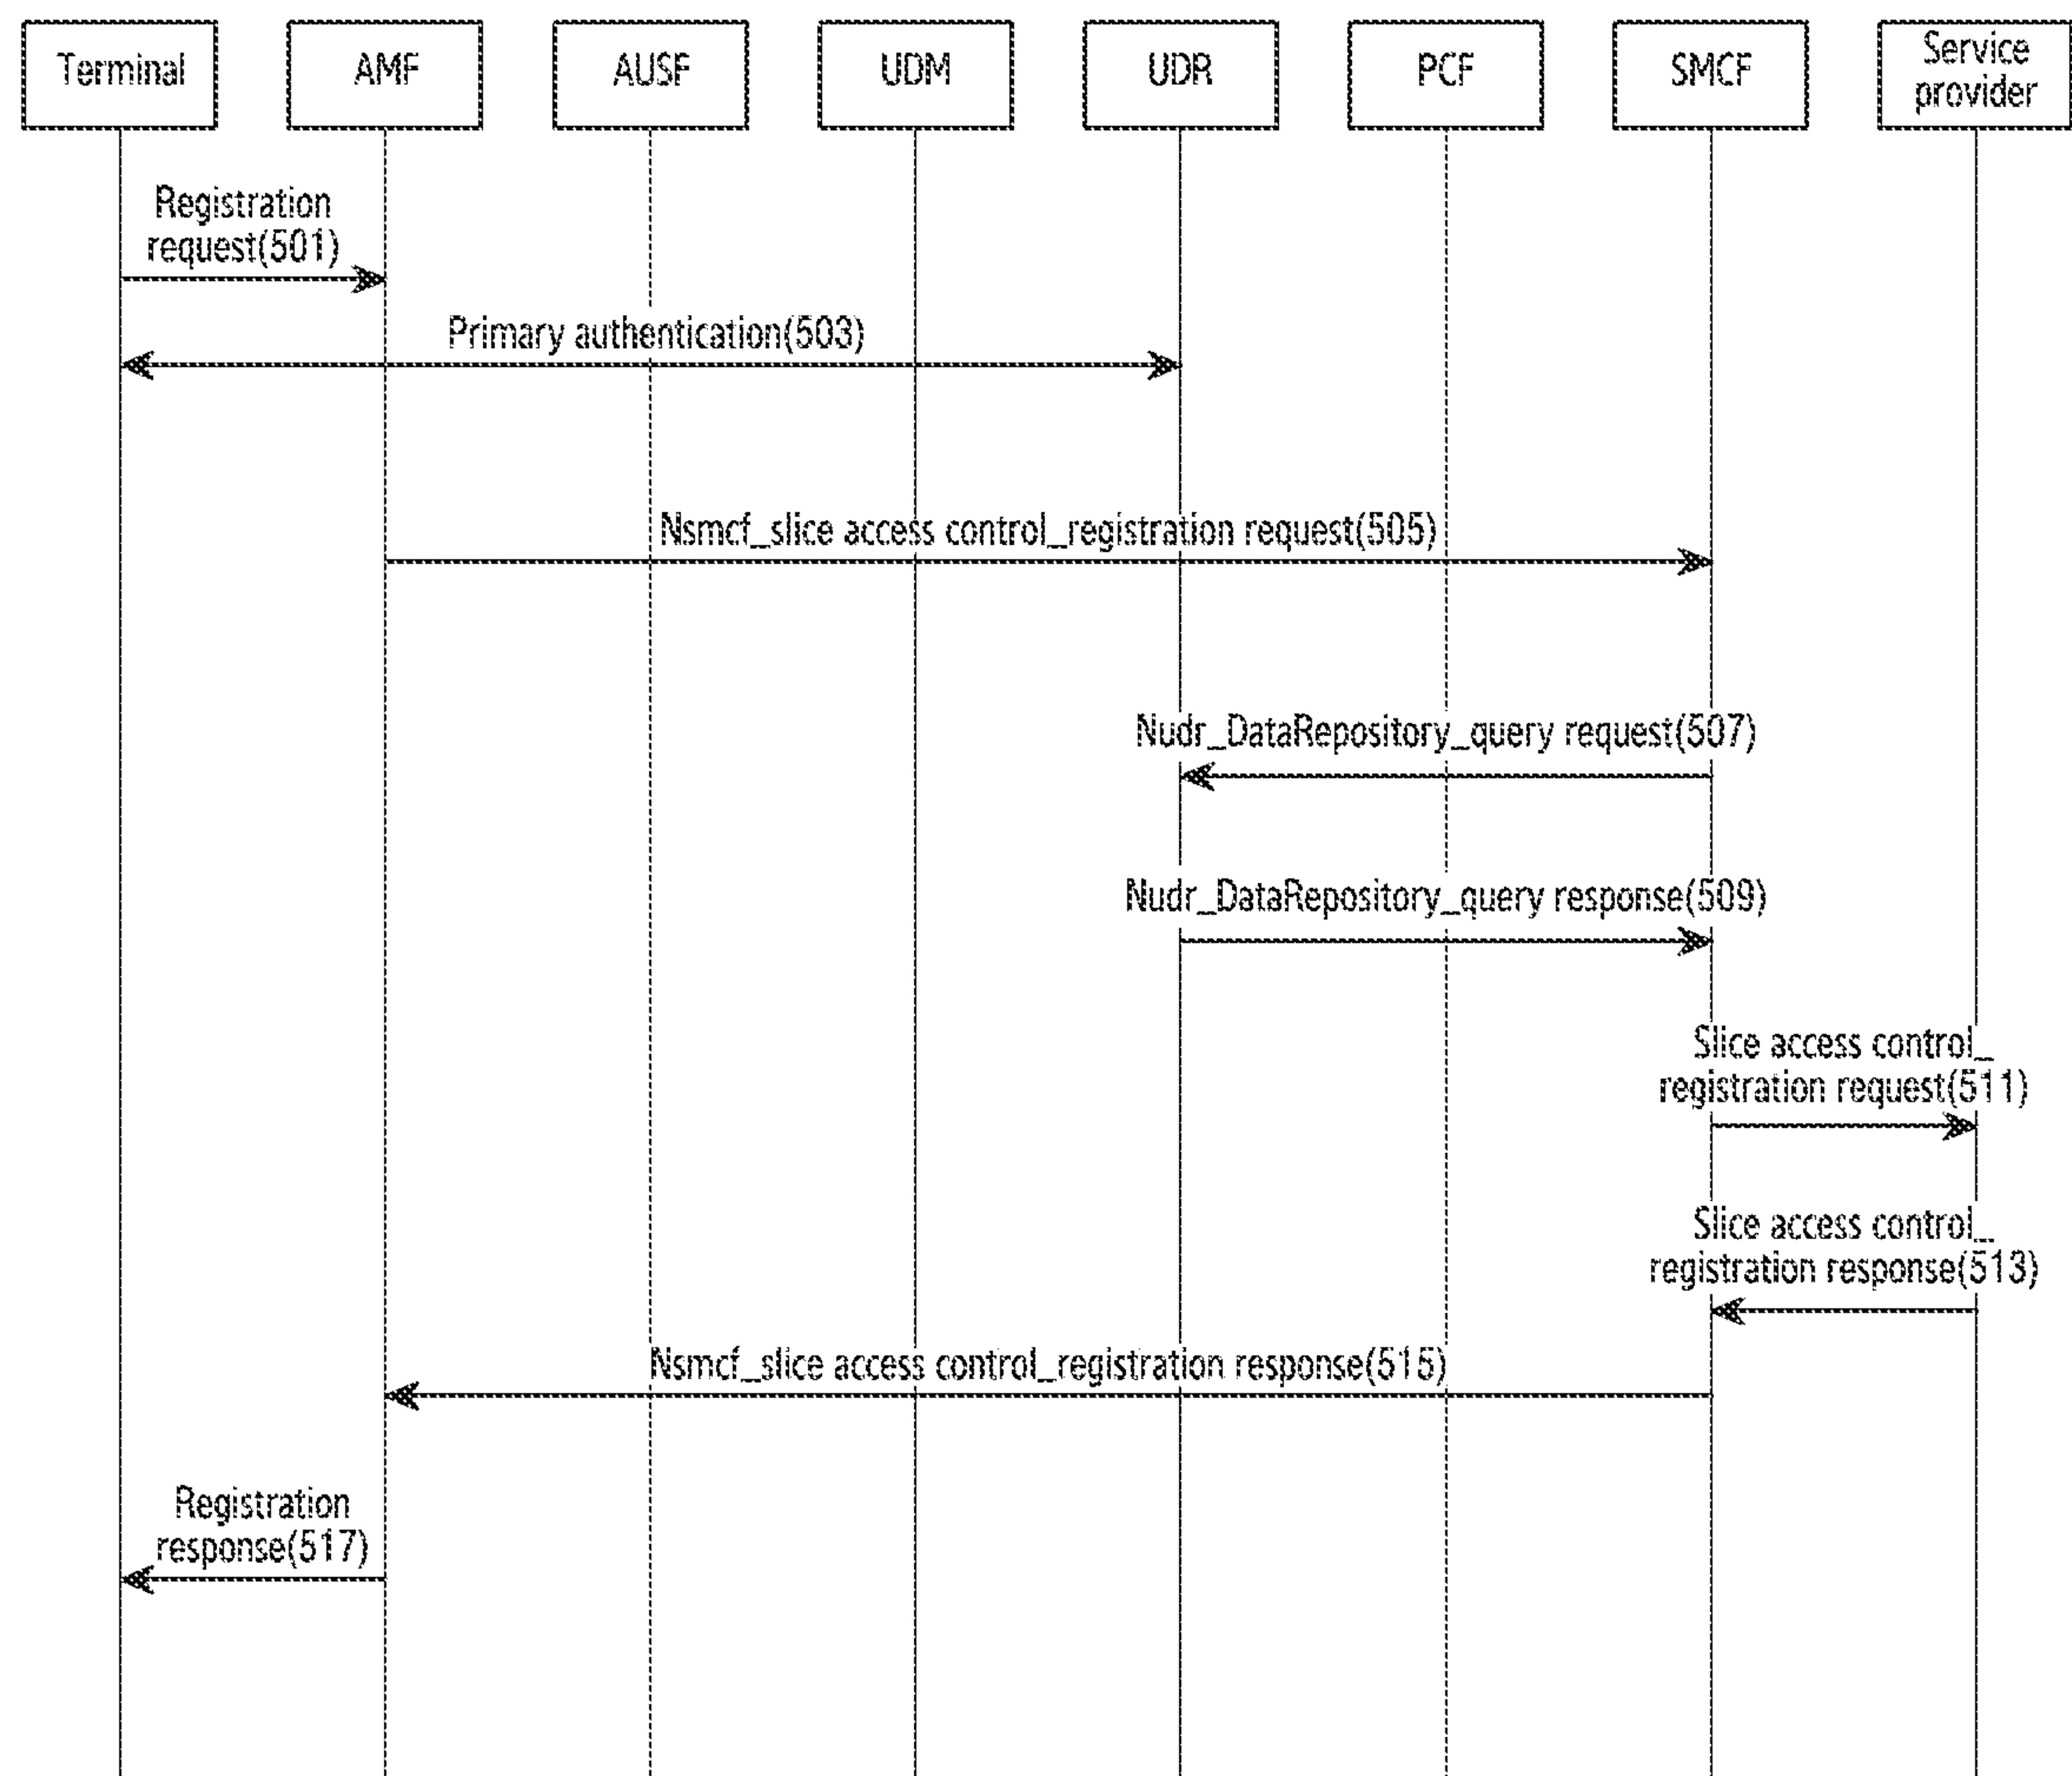 Terminal
AMF
AUSF
UDM
UDR
PCF
SMCF
Service
provider
Registration
request(501)
Primary authentication(503)
Nsmcf_slice access control_registration request(505)
Nudr_DataRepository_query request(507)
Nudr_DataRepository_query response(509)
Slice access control_
registration request(511)
Slice access control_
registration response(513)
Nsmcf_slice access control_registration response(515)
Registration
response(517)